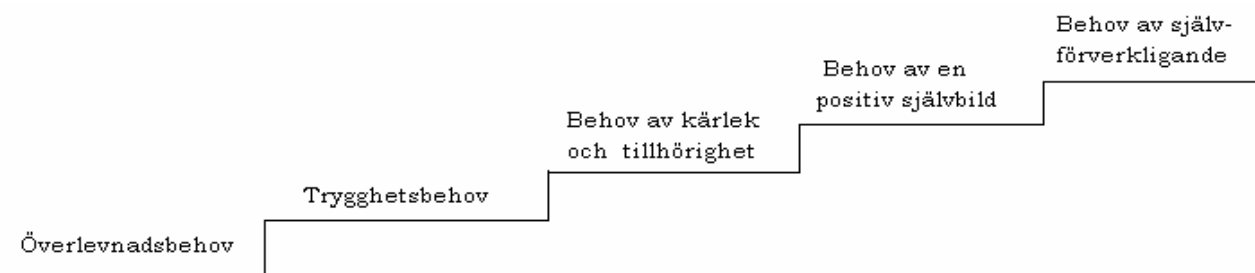 Behov av själv-
förverkligande
Behov av en
positiv självbild
Behov av kärlek
och tillhörighet
Trygghetsbehov
Överlevnadsbehov